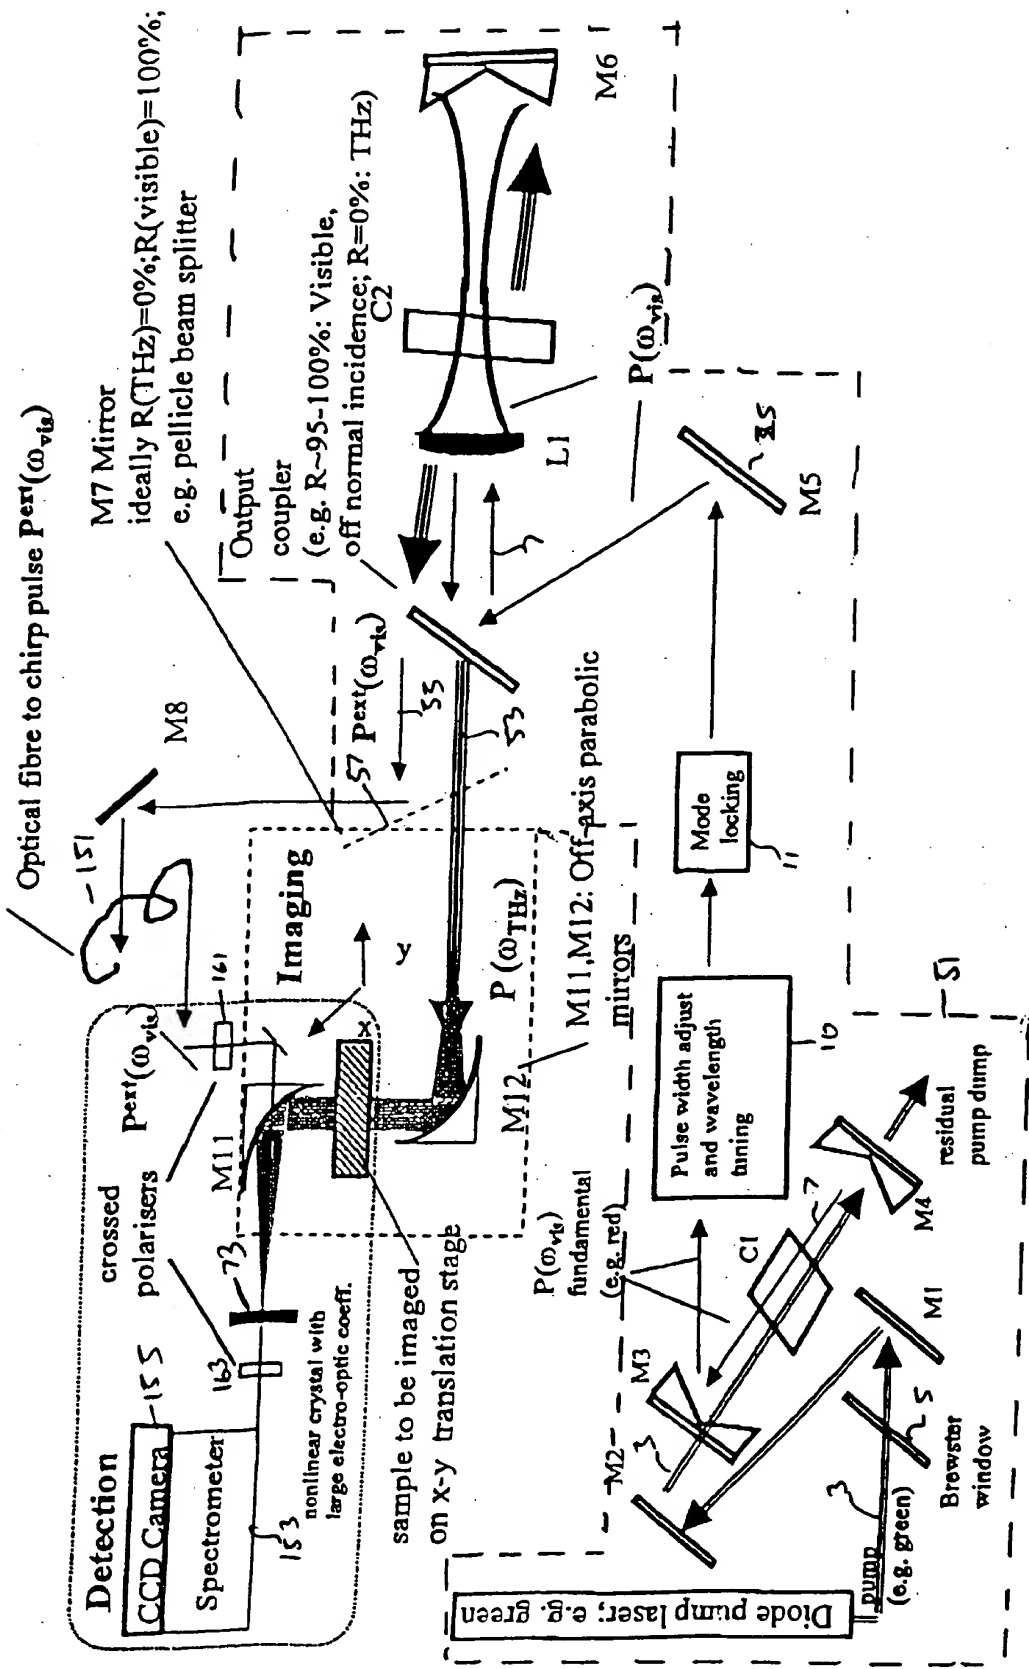 Optical fibre to chirp pulse Pext(ωvis)
M7 Mirror
ideally R(THz)=0%;R(visible)=100%;
e.g. pellicle beam splitter
Output
coupler
(e.g. R~95-100%: Visible,
off normal incidence; R=0%: THz)
C2
M6
L1
P(ωvis)
M8
151
57
Pext(ωvis)
55
53
7
M5
Detection
CCD Camera
155
Spectrometer
153
crossed
polarisers
163
73
nonlinear crystal with
large electro-optic coeff.
Pext(ωvis)
161
M11
Imaging
y
x
P(ωTHz)
M12
M11,M12: Off-axis parabolic
mirrors
sample to be imaged
on x-y translation stage
Mode
locking
11
Pulse width adjust
and wavelength
tuning
10
P(ωvis)
fundamental
(e.g. red)
51
M2
M3
3
C1
7
M4
residual
pump dump
M1
5
Brewster
window
3
pump
(e.g. green)
Diode pump laser; e.g. green